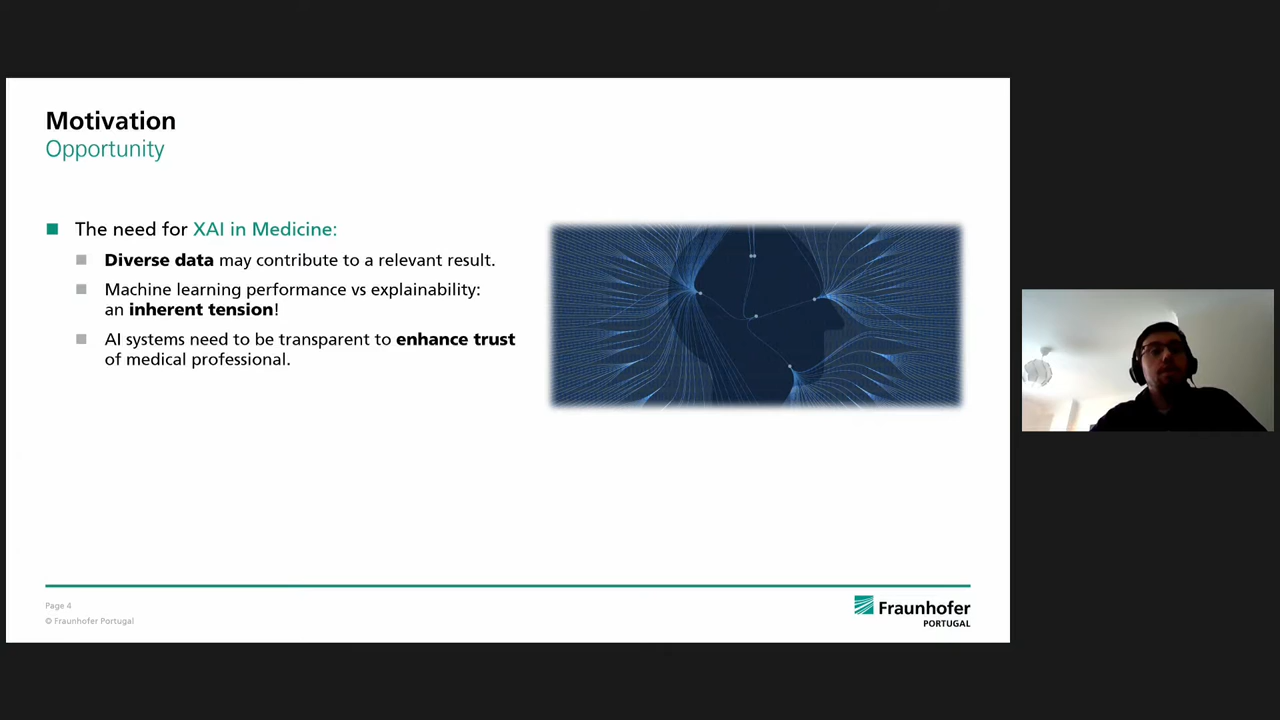 Motivation
Opportunity
The need for XAI in Medicine:
Diverse data may contribute to a relevant result.
Machine learning performance vs explainability:
an inherent tension!
AI systems need to be transparent to enhance trust
of medical professional.
Page 4
© Fraunhofer Portugal
Fraunhofer
PORTUGAL